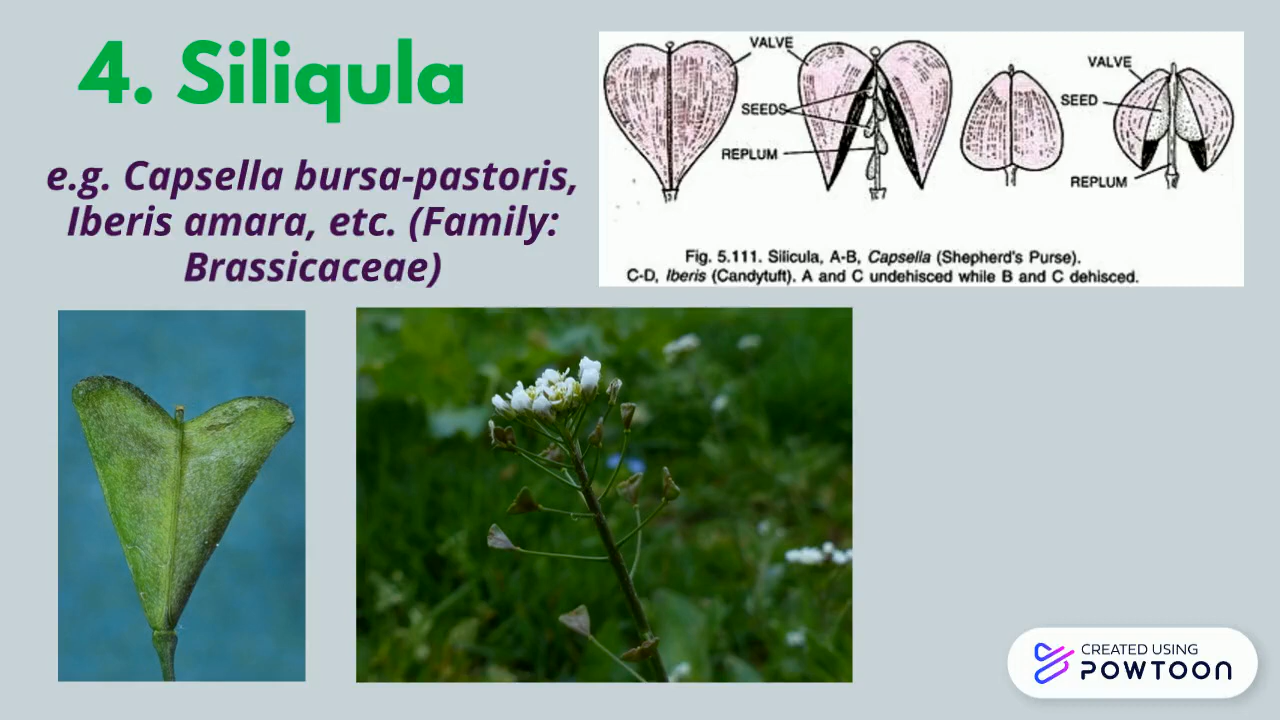 4. Siliqula
e.g. Capsella bursa-pastoris,
Iberis amara, etc. (Family:
Brassicaceae)
VALVE
SEEDS
REPLUM
VALVE
SEED
REPLUM
Fig. 5.111. Silicula, A-B, Capsella (Shepherd's Purse).
C-D, Iberis (Candytuft). A and C undehisced while B and C dehisced.
CREATED USING
POWTOON